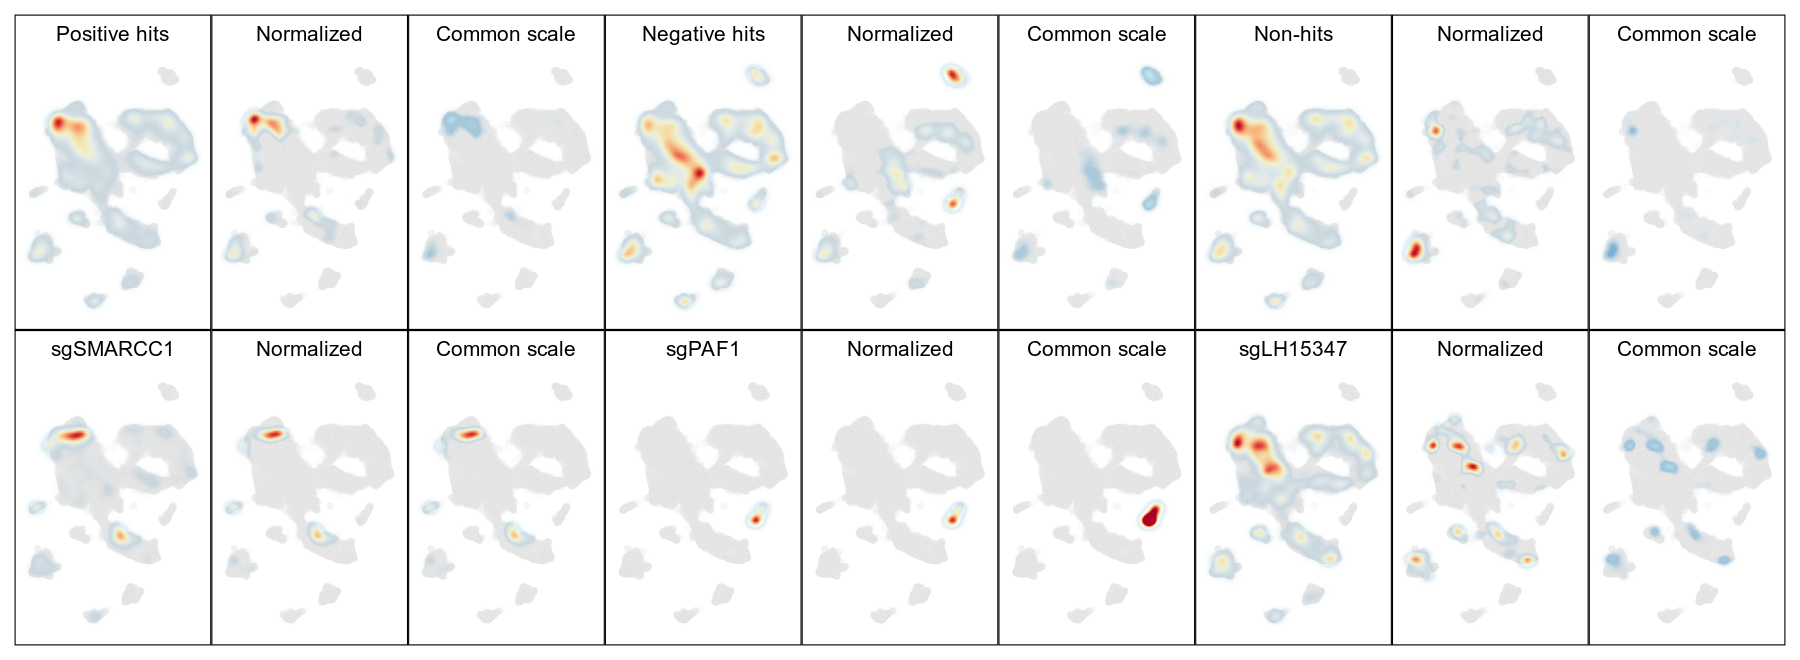 Positive hits Normalized Common scale Negative hits Normalized Common scale Non-hits Normalized Common scale
sgSMARCC1 Normalized Common scale sgPAF1 Normalized Common scale sgLH15347 Normalized Common scale